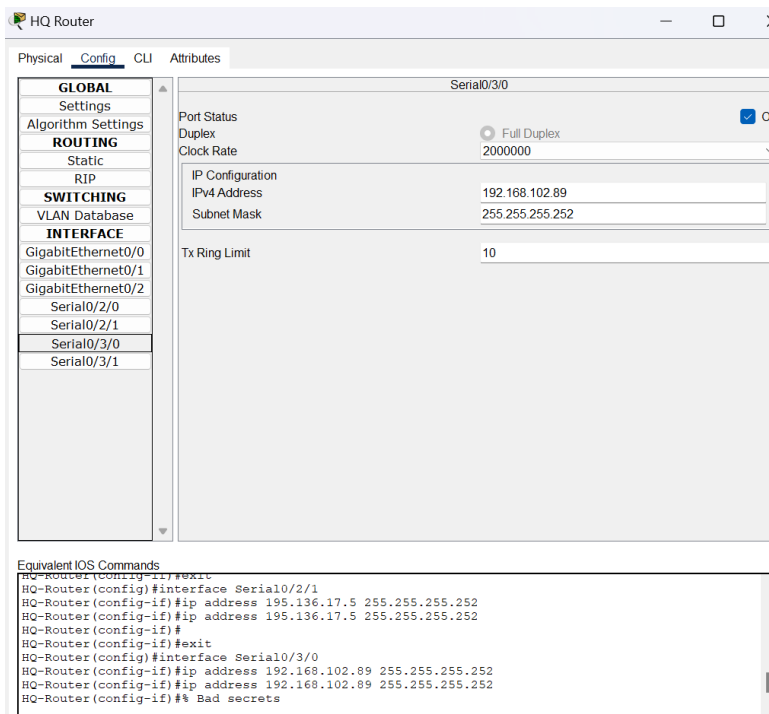 HQ Router
Physical Config CLI Attributes
GLOBAL
Settings
Algorithm Settings
ROUTING
Static
RIP
SWITCHING
VLAN Database
INTERFACE
GigabitEthernet0/0
GigabitEthernet0/1
GigabitEthernet0/2
Serial0/2/0
Serial0/2/1
Serial0/3/0
Serial0/3/1
Serial0/3/0
Port Status
Duplex Full Duplex
Clock Rate 2000000
IP Configuration
IPv4 Address 192.168.102.89
Subnet Mask 255.255.255.252
Tx Ring Limit 10
Equivalent IOS Commands
HQ-Router(config-if)#exit
HQ-Router(config)#interface Serial0/2/1
HQ-Router(config-if)#ip address 195.136.17.5 255.255.255.252
HQ-Router(config-if)#ip address 195.136.17.5 255.255.255.252
HQ-Router(config-if)#
HQ-Router(config-if)#exit
HQ-Router(config)#interface Serial0/3/0
HQ-Router(config-if)#ip address 192.168.102.89 255.255.255.252
HQ-Router(config-if)#ip address 192.168.102.89 255.255.255.252
HQ-Router(config-if)#% Bad secrets